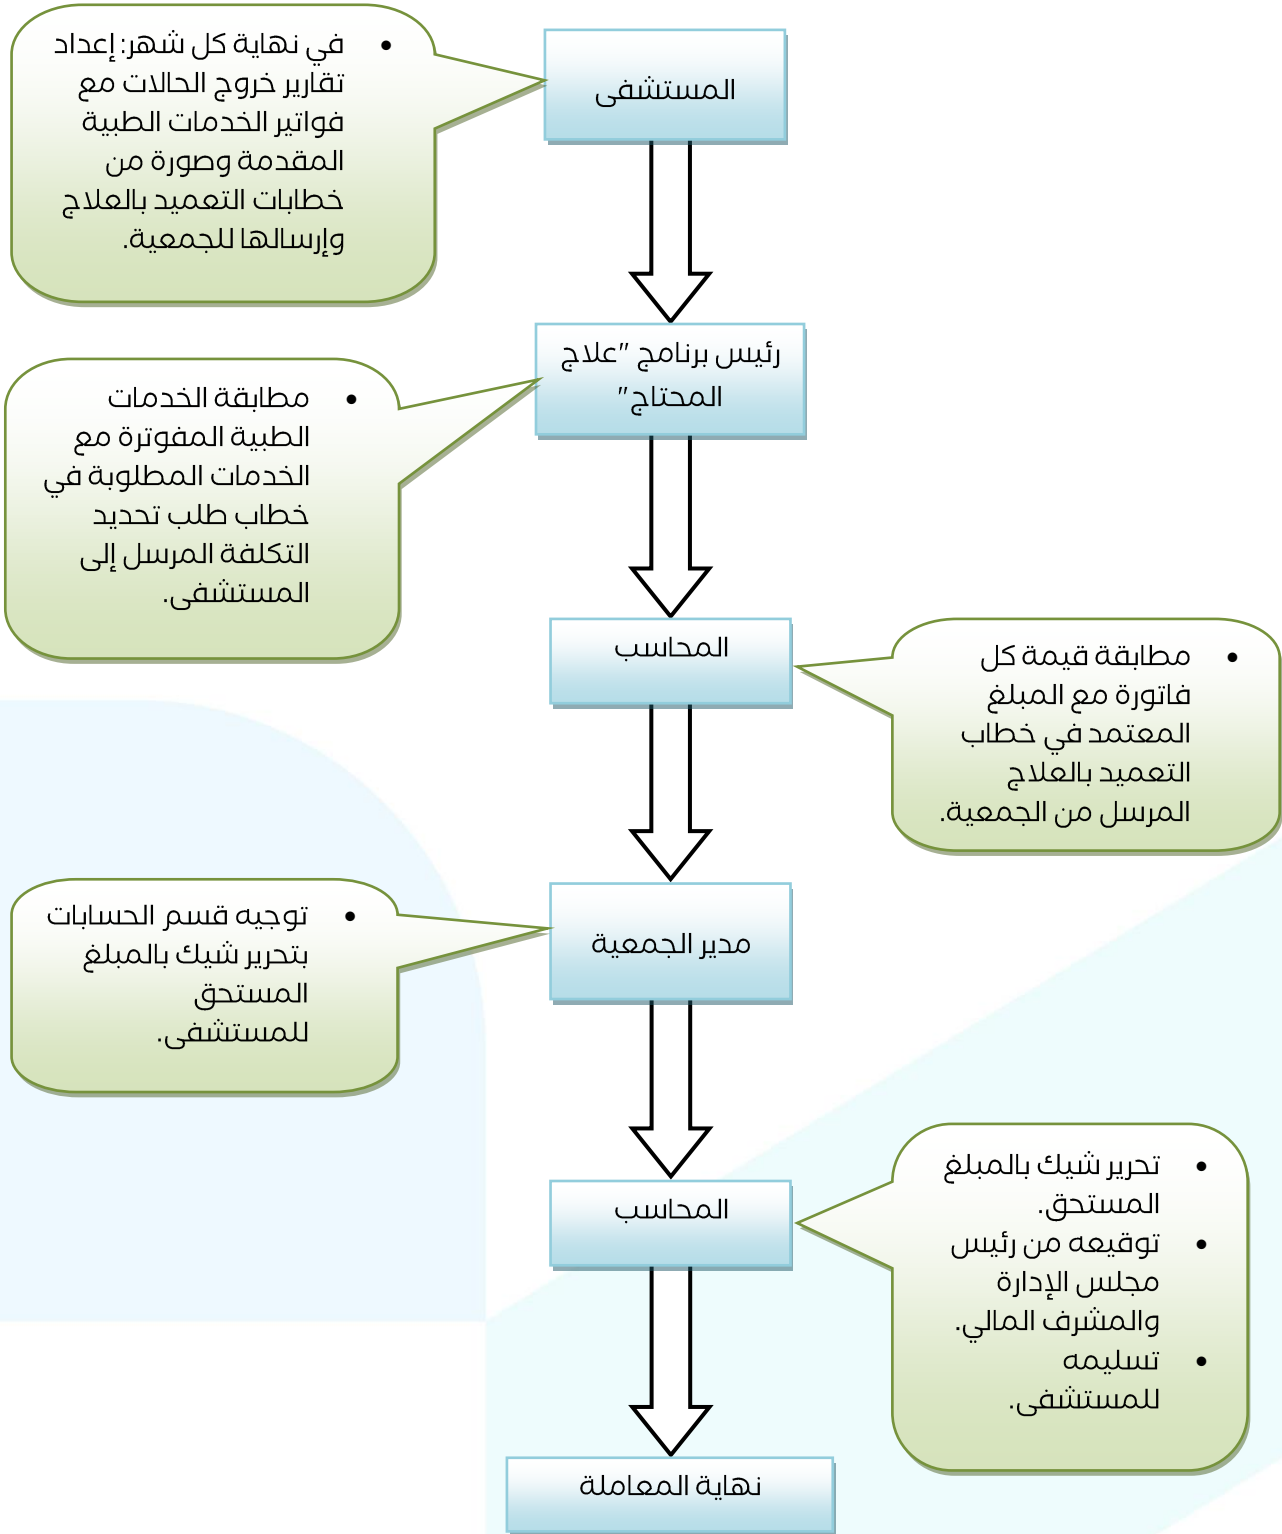 المستشفى
• في نهاية كل شهر: إعداد
تقارير خروج الحالات مع
فواتير الخدمات الطبية
المقدمة وصورة من
خطابات التعميد بالعلاج
وإرسالها للجمعية.
رئيس برنامج "علاج
المحتاج"
• مطابقة الخدمات
الطبية المفوترة مع
الخدمات المطلوبة في
خطاب طلب تحديد
التكلفة المرسل إلى
المستشفى.
المحاسب
• مطابقة قيمة كل
فاتورة مع المبلغ
المعتمد في خطاب
التعميد بالعلاج
المرسل من الجمعية.
مدير الجمعية
• توجيه قسم الحسابات
بتحرير شيك بالمبلغ
المستحق
للمستشفى.
المحاسب
• تحرير شيك بالمبلغ
المستحق.
• توقيعه من رئيس
مجلس الإدارة
والمشرف المالي.
• تسليمه
للمستشفى.
نهاية المعاملة